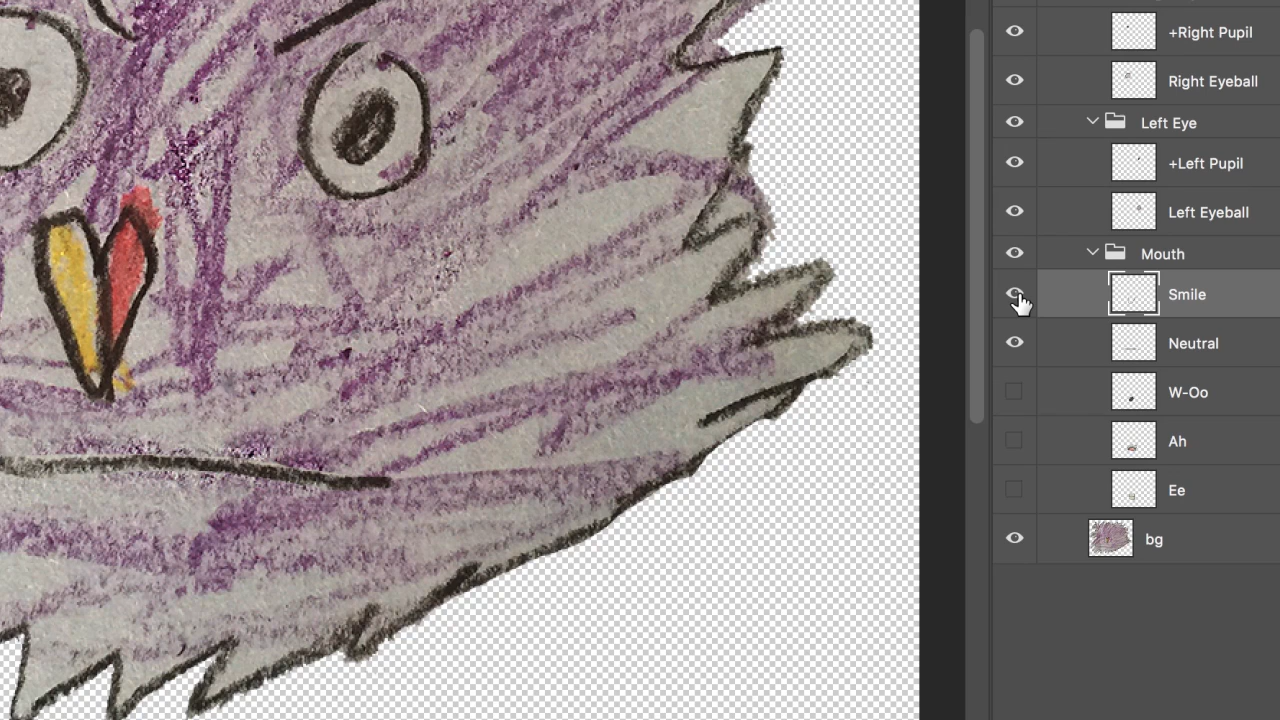 +Right Pupil
Right Eyeball
Left Eye
+Left Pupil
Left Eyeball
Mouth
Smile
Neutral
W-Oo
Ah
Ee
bg